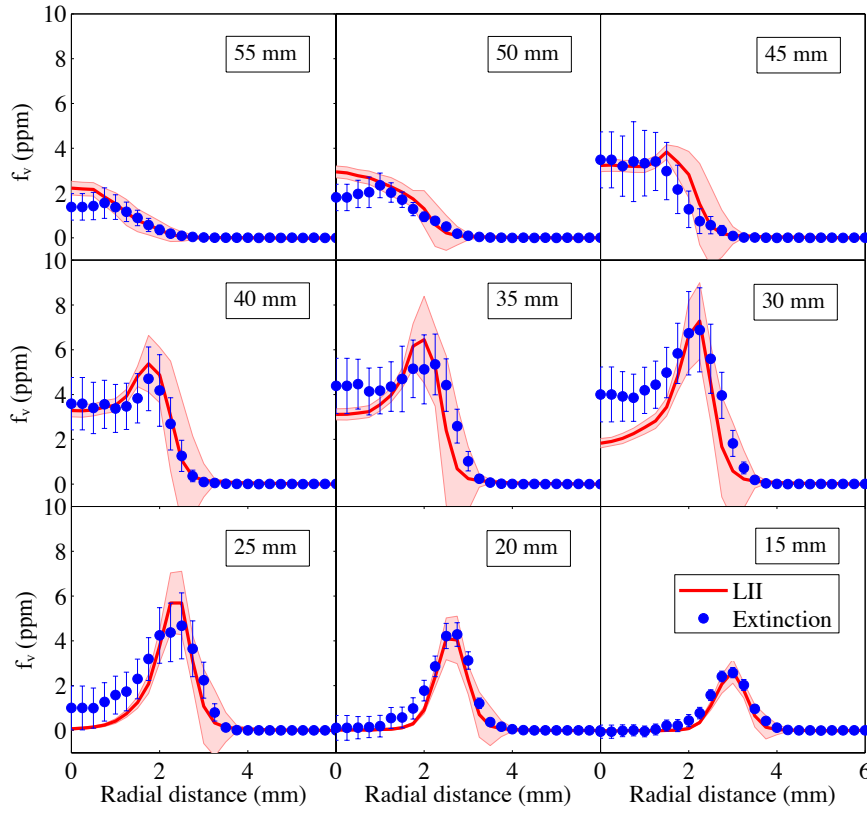 10
8
6
4
2
0
f_v (ppm)
55 mm
50 mm
45 mm
10
8
6
4
2
0
f_v (ppm)
40 mm
35 mm
30 mm
10
8
6
4
2
0
f_v (ppm)
25 mm
20 mm
15 mm
LII
Extinction
0 2 4 0 2 4 0 2 4 6
Radial distance (mm) Radial distance (mm) Radial distance (mm)